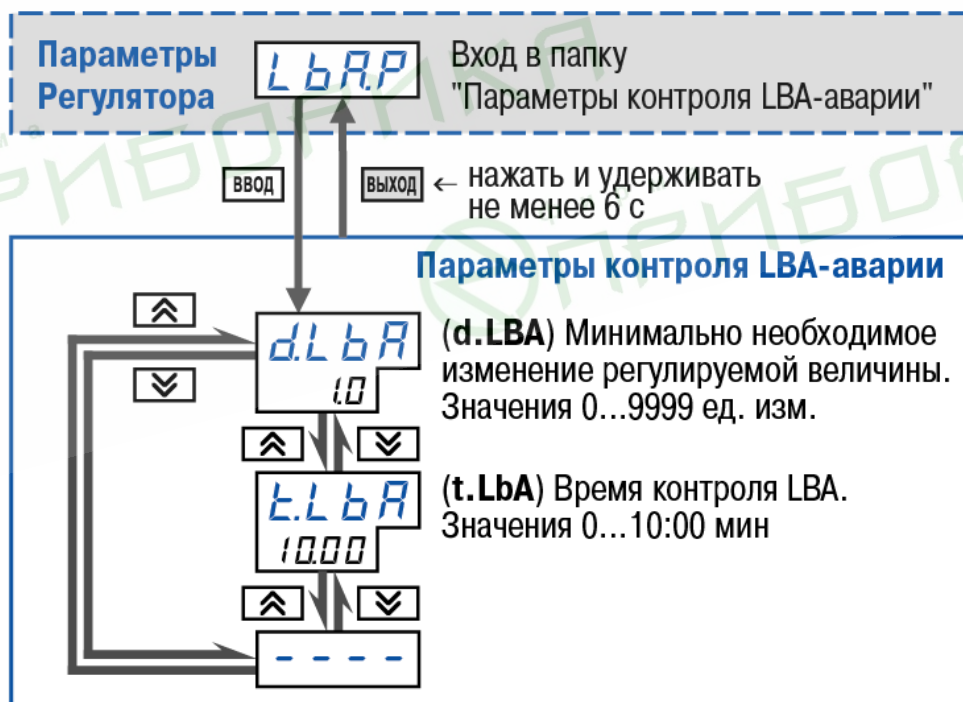 Параметры
Регулятора
LbA.P
Вход в папку
"Параметры контроля LBA-аварии"
ВВОД
ВЫХОД ← нажать и удерживать
не менее 6 с
Параметры контроля LBA-аварии
d.LbA
1.0
(d.LBA) Минимально необходимое
изменение регулируемой величины.
Значения 0...9999 ед. изм.
t.LbA
10.00
(t.LbA) Время контроля LBA.
Значения 0...10:00 мин
- - - -